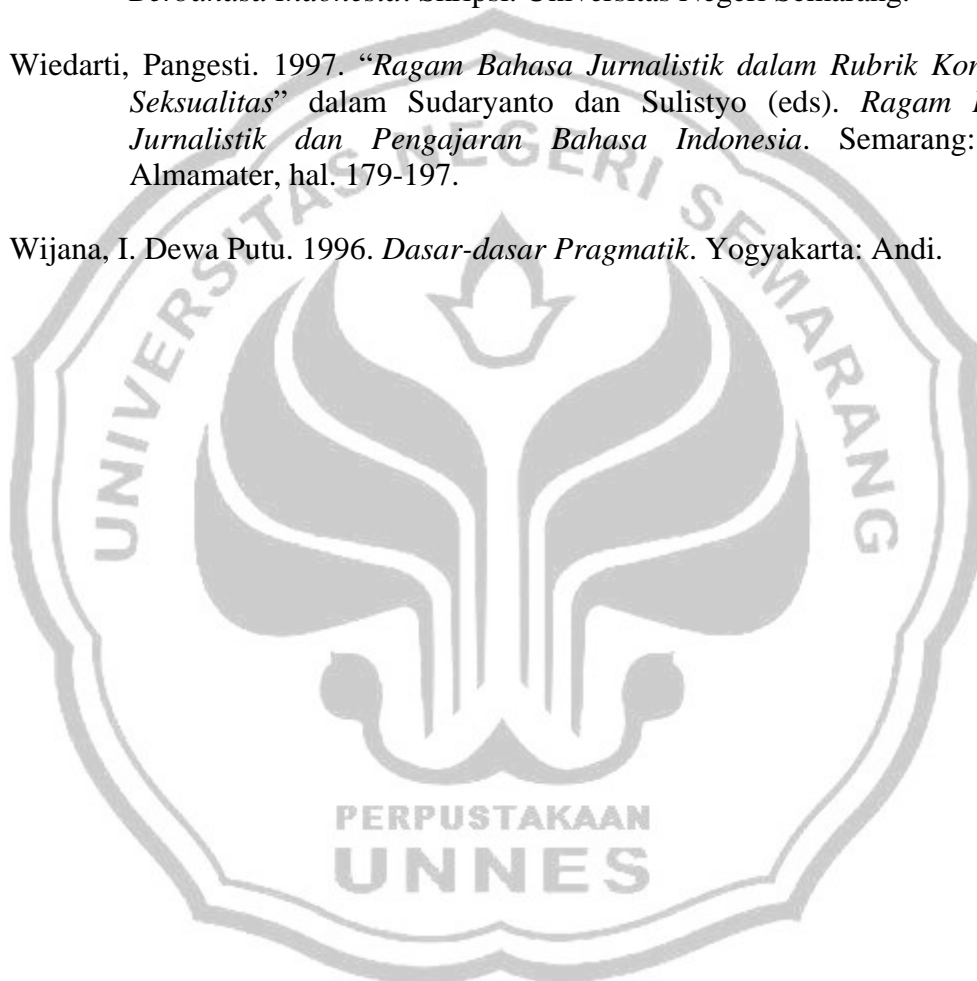 Wiedarti, Pangesti. 1997. “Ragam Bahasa Jurnalistik dalam Rubrik
Seksualitas” dalam Sudaryanto dan Sulistyo (eds). Ragam
Jurnalistik dan Pengajaran Bahasa Indonesia. Semarang:
Almamater, hal. 179-197.
Wijana, I. Dewa Putu. 1996. Dasar-dasar Pragmatik. Yogyakarta: Andi.
UNIVERSITAS NEGERI SEMARANG
PERPUSTAKAAN
UNNES